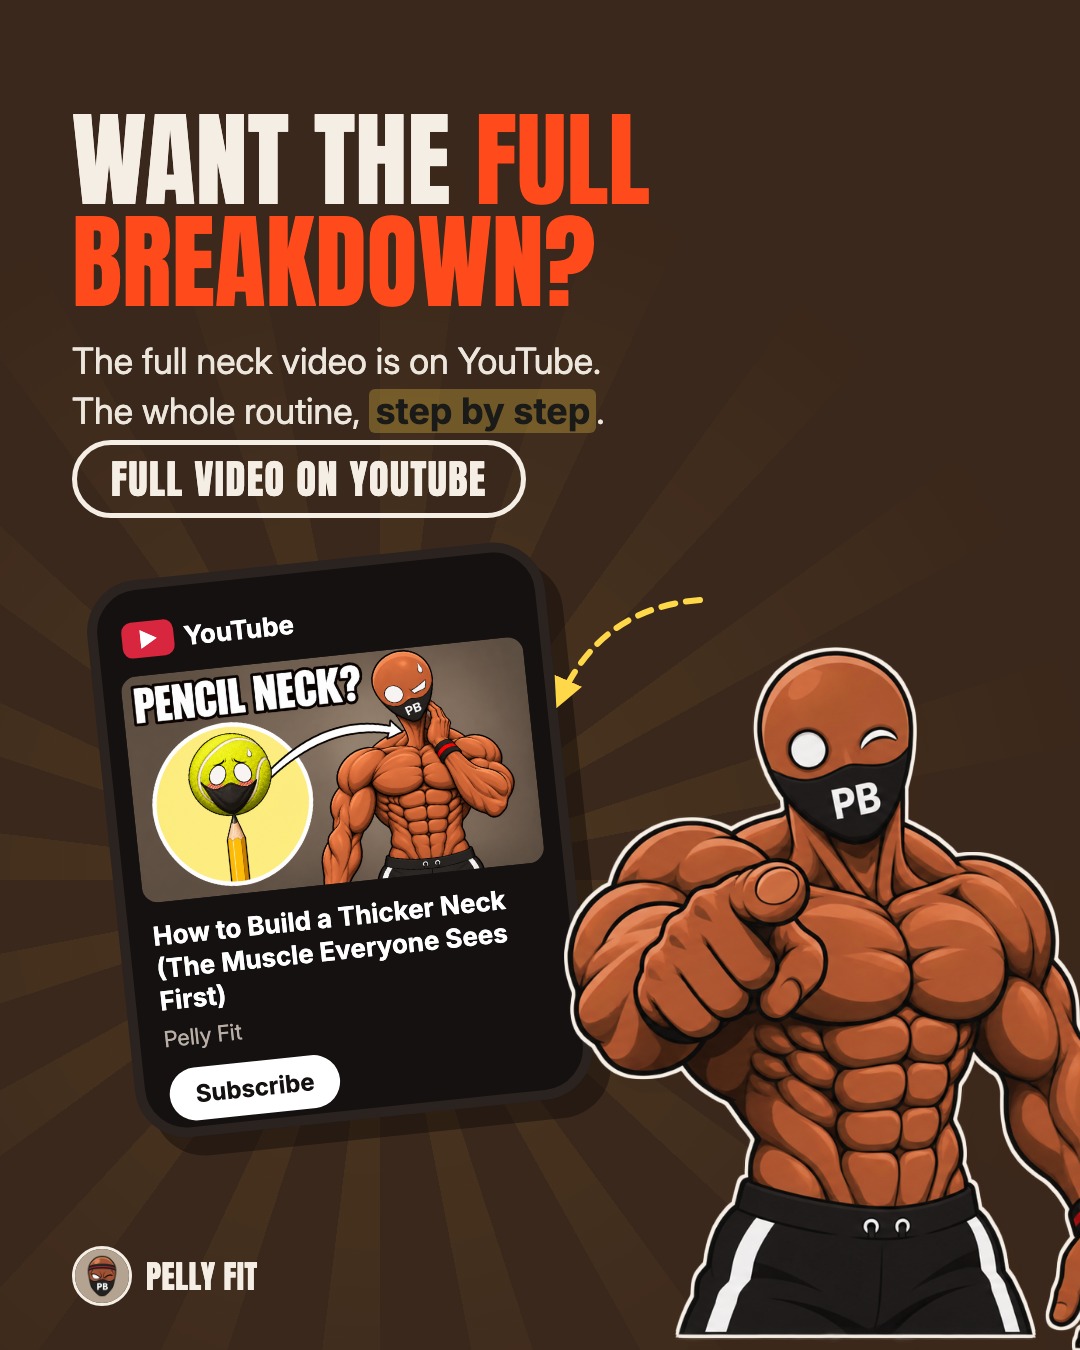 WANT THE FULL
BREAKDOWN?
The full neck video is on YouTube.
The whole routine, step by step.
FULL VIDEO ON YOUTUBE
YouTube
PENCIL NECK?
PB
How to Build a Thicker Neck
(The Muscle Everyone Sees
First)
Pelly Fit
Subscribe
PB
PB
PELLY FIT